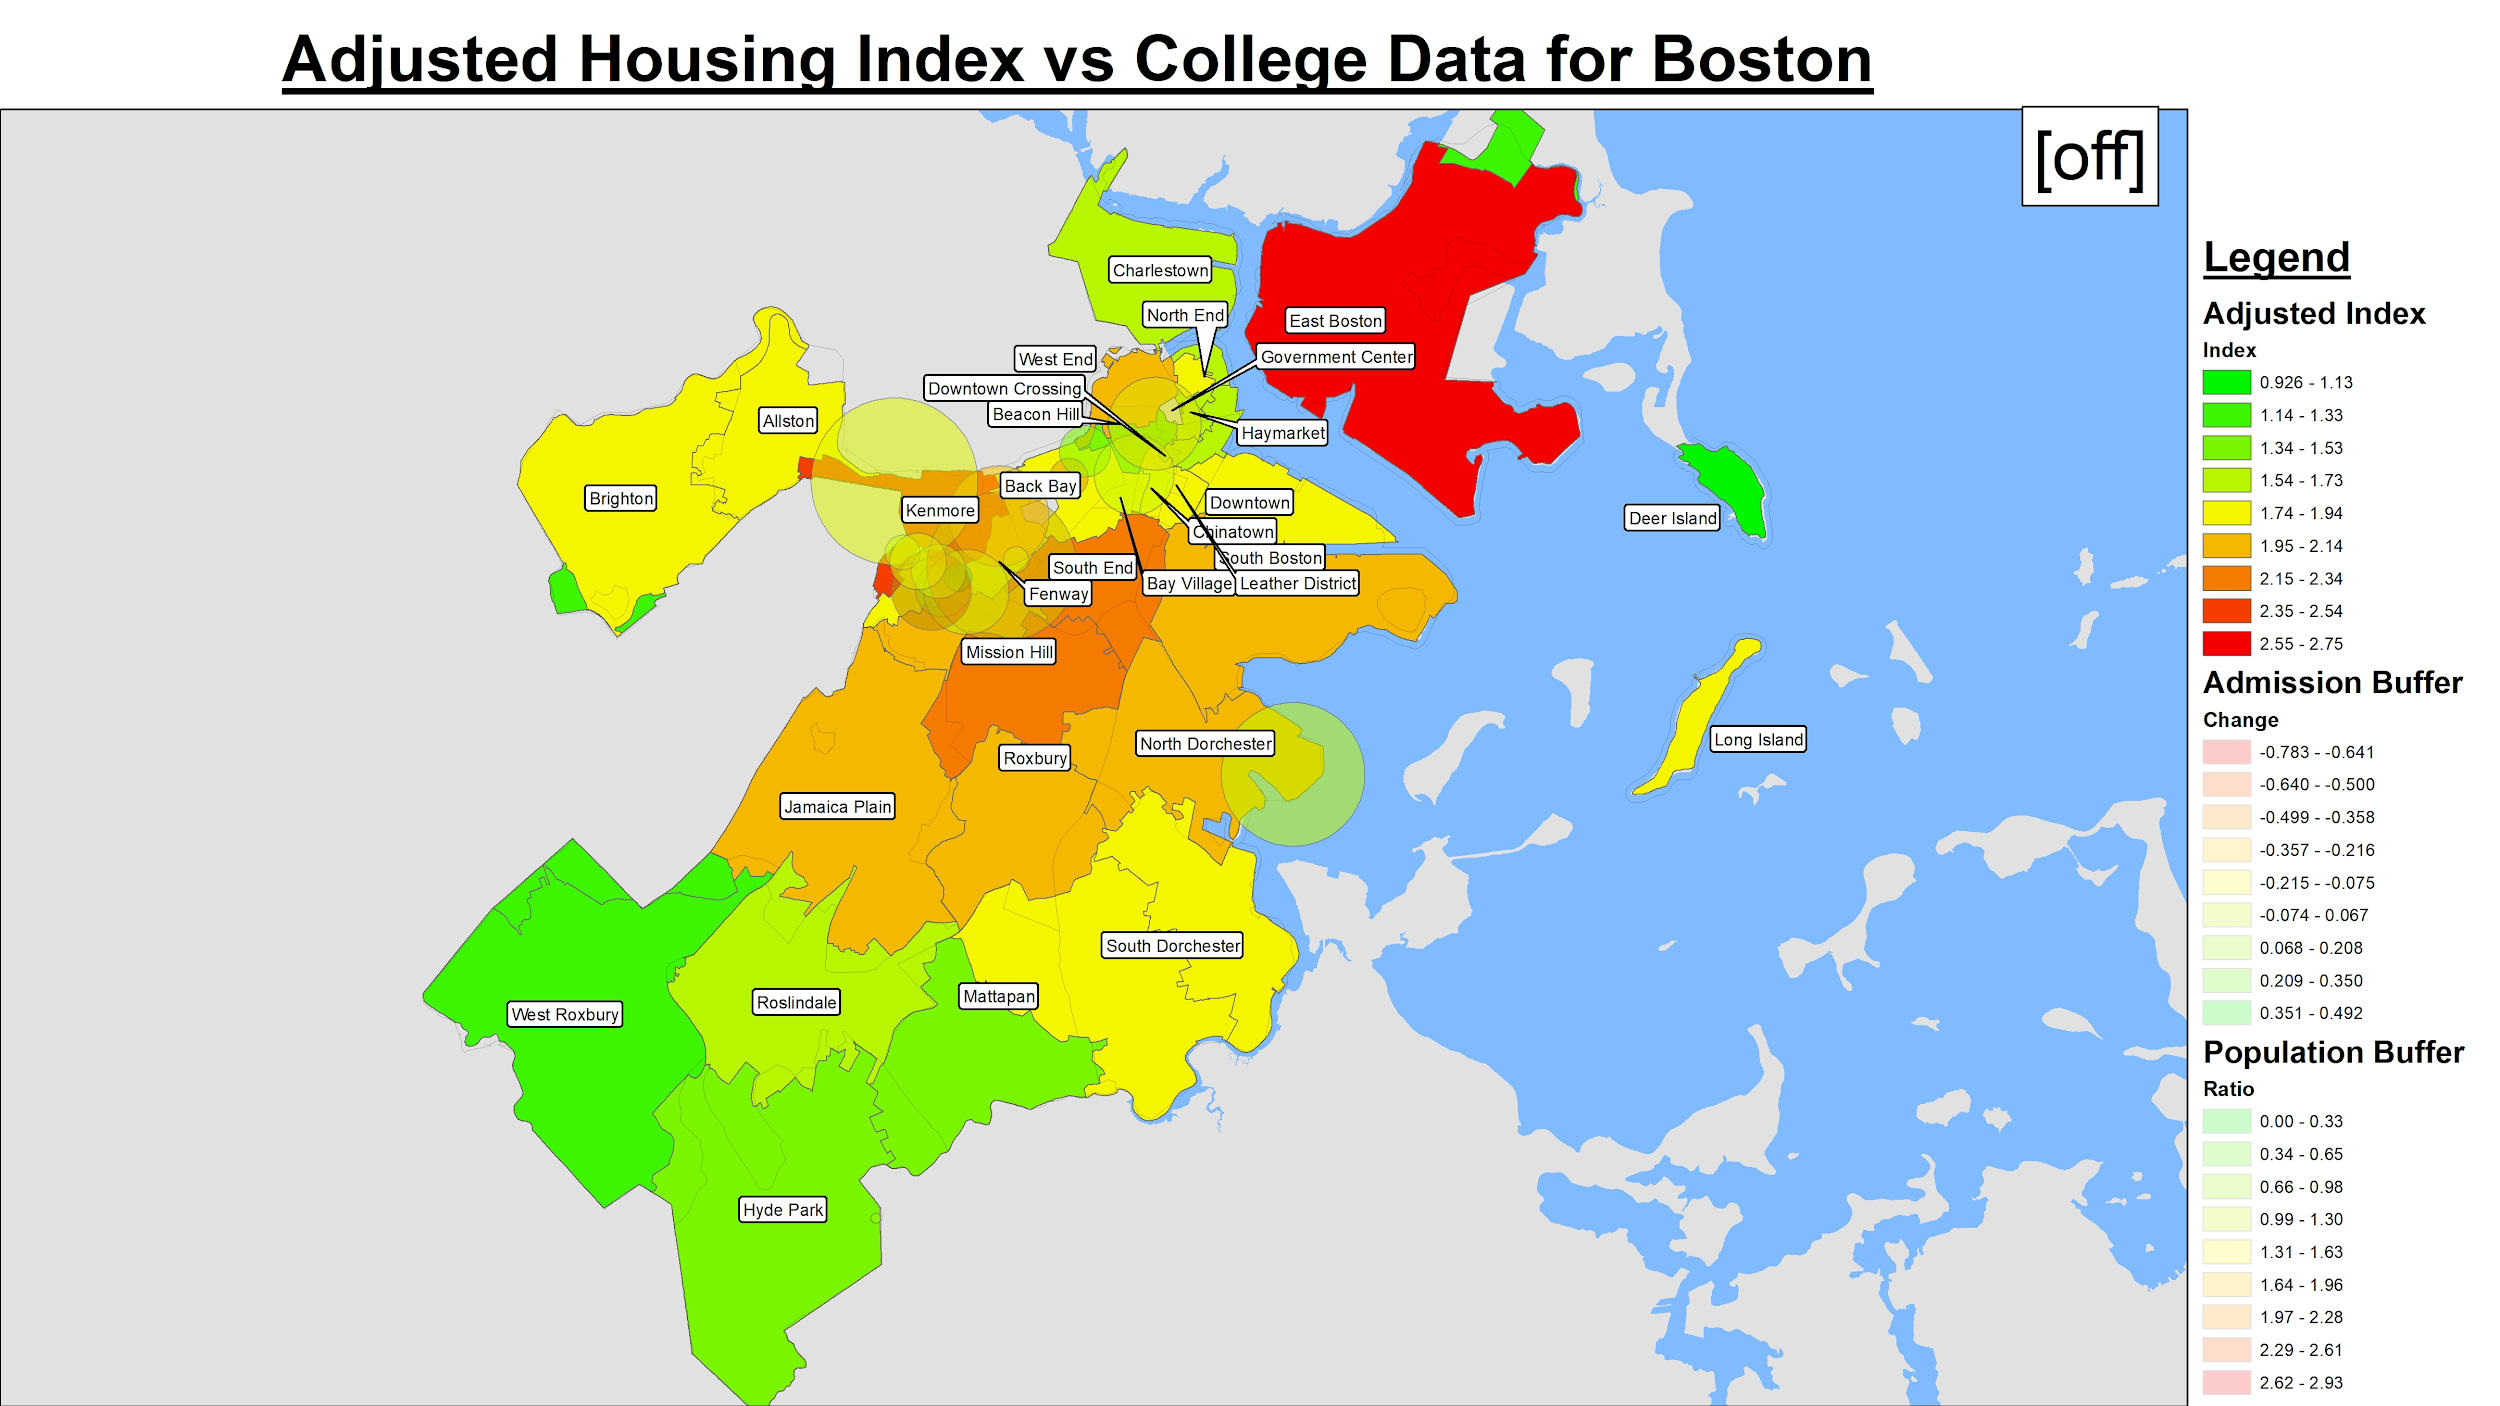 Adjusted Housing Index vs College Data for Boston
[off]
Charlestown
North End
East Boston
West End
Government Center
Downtown Crossing
Beacon Hill
Haymarket
Allston
Brighton
Back Bay
Kenmore
Downtown
Chinatown
South Boston
South End
Bay Village
Leather District
Fenway
Deer Island
Mission Hill
North Dorchester
Long Island
Roxbury
Jamaica Plain
South Dorchester
Mattapan
Roslindale
West Roxbury
Hyde Park
Legend
Adjusted Index
Index
0.926 - 1.13
1.14 - 1.33
1.34 - 1.53
1.54 - 1.73
1.74 - 1.94
1.95 - 2.14
2.15 - 2.34
2.35 - 2.54
2.55 - 2.75
Admission Buffer
Change
-0.783 - -0.641
-0.640 - -0.500
-0.499 - -0.358
-0.357 - -0.216
-0.215 - -0.075
-0.074 - 0.067
0.068 - 0.208
0.209 - 0.350
0.351 - 0.492
Population Buffer
Ratio
0.00 - 0.33
0.34 - 0.65
0.66 - 0.98
0.99 - 1.30
1.31 - 1.63
1.64 - 1.96
1.97 - 2.28
2.29 - 2.61
2.62 - 2.93